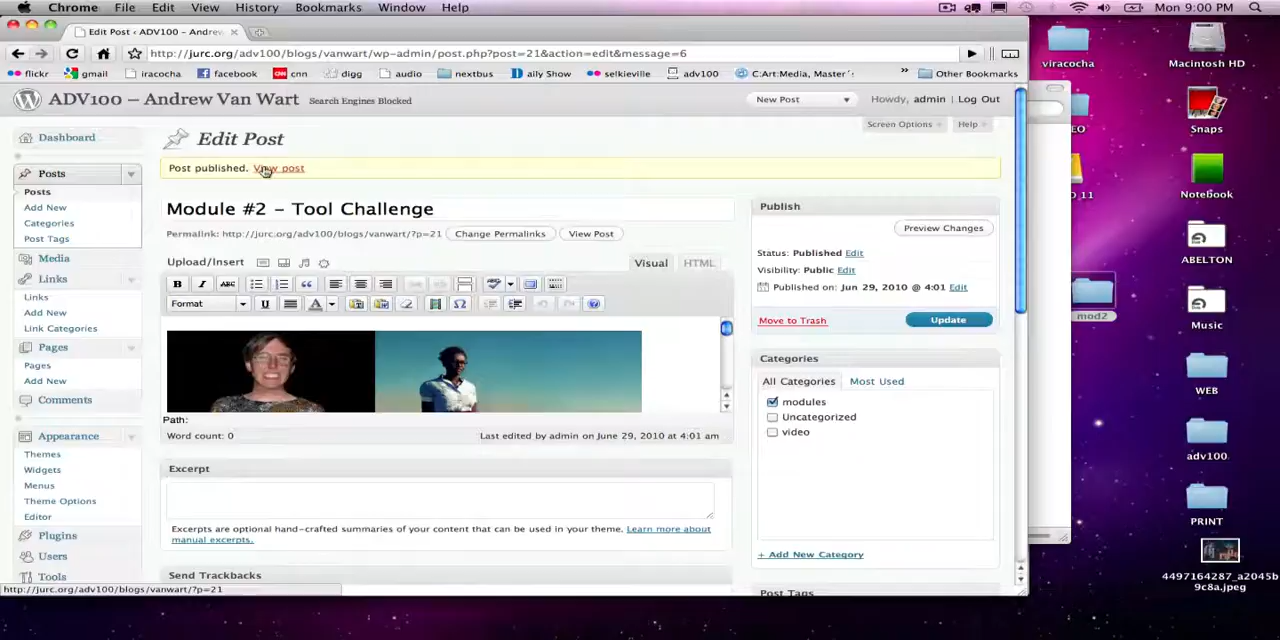 Chrome File Edit View History Bookmarks Window Help Mon 9:00 PM
Edit Post ‹ ADV100 – Andrew
http://jurc.org/adv100/blogs/vanwart/wp-admin/post.php?post=21&action=edit&message=6
flickr gmail iracocha facebook cnn digg audio nextbus aily Show selkieville adv100 C:Art:Media, Master' » Other Bookmarks
ADV100 – Andrew Van Wart Search Engines Blocked New Post Howdy, admin | Log Out
Screen Options Help
Dashboard
Edit Post
Post published. View post
Posts
Posts
Add New
Categories
Post Tags
Media
Links
Links
Add New
Link Categories
Pages
Pages
Add New
Comments
Appearance
Themes
Widgets
Menus
Theme Options
Editor
Plugins
Users
Tools
Module #2 – Tool Challenge
Permalink: http://jurc.org/adv100/blogs/vanwart/?p=21 Change Permalinks View Post
Upload/Insert Visual HTML
B I ABC
Format U A
Path:
Word count: 0 Last edited by admin on June 29, 2010 at 4:01 am
Excerpt
Excerpts are optional hand-crafted summaries of your content that can be used in your theme. Learn more about
manual excerpts.
Send Trackbacks
Publish
Preview Changes
Status: Published Edit
Visibility: Public Edit
Published on: Jun 29, 2010 @ 4:01 Edit
Move to Trash Update
Categories
All Categories Most Used
modules
Uncategorized
video
+ Add New Category
Post Tags
http://jurc.org/adv100/blogs/vanwart/?p=21
viracocha
EO
O 11
mod2
Macintosh HD
Snaps
Notebook
ABELTON
Music
WEB
adv100
PRINT
4497164287_a2045b
9c8a.jpeg